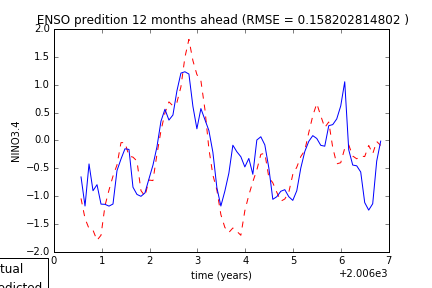 ENSO predition 12 months ahead (RMSE = 0.158202814802 )
2.0
1.5
1.0
0.5
0.0
−0.5
−1.0
−1.5
−2.0
NINO3.4
0 1 2 3 4 5 6 7
time (years)
+2.006e3